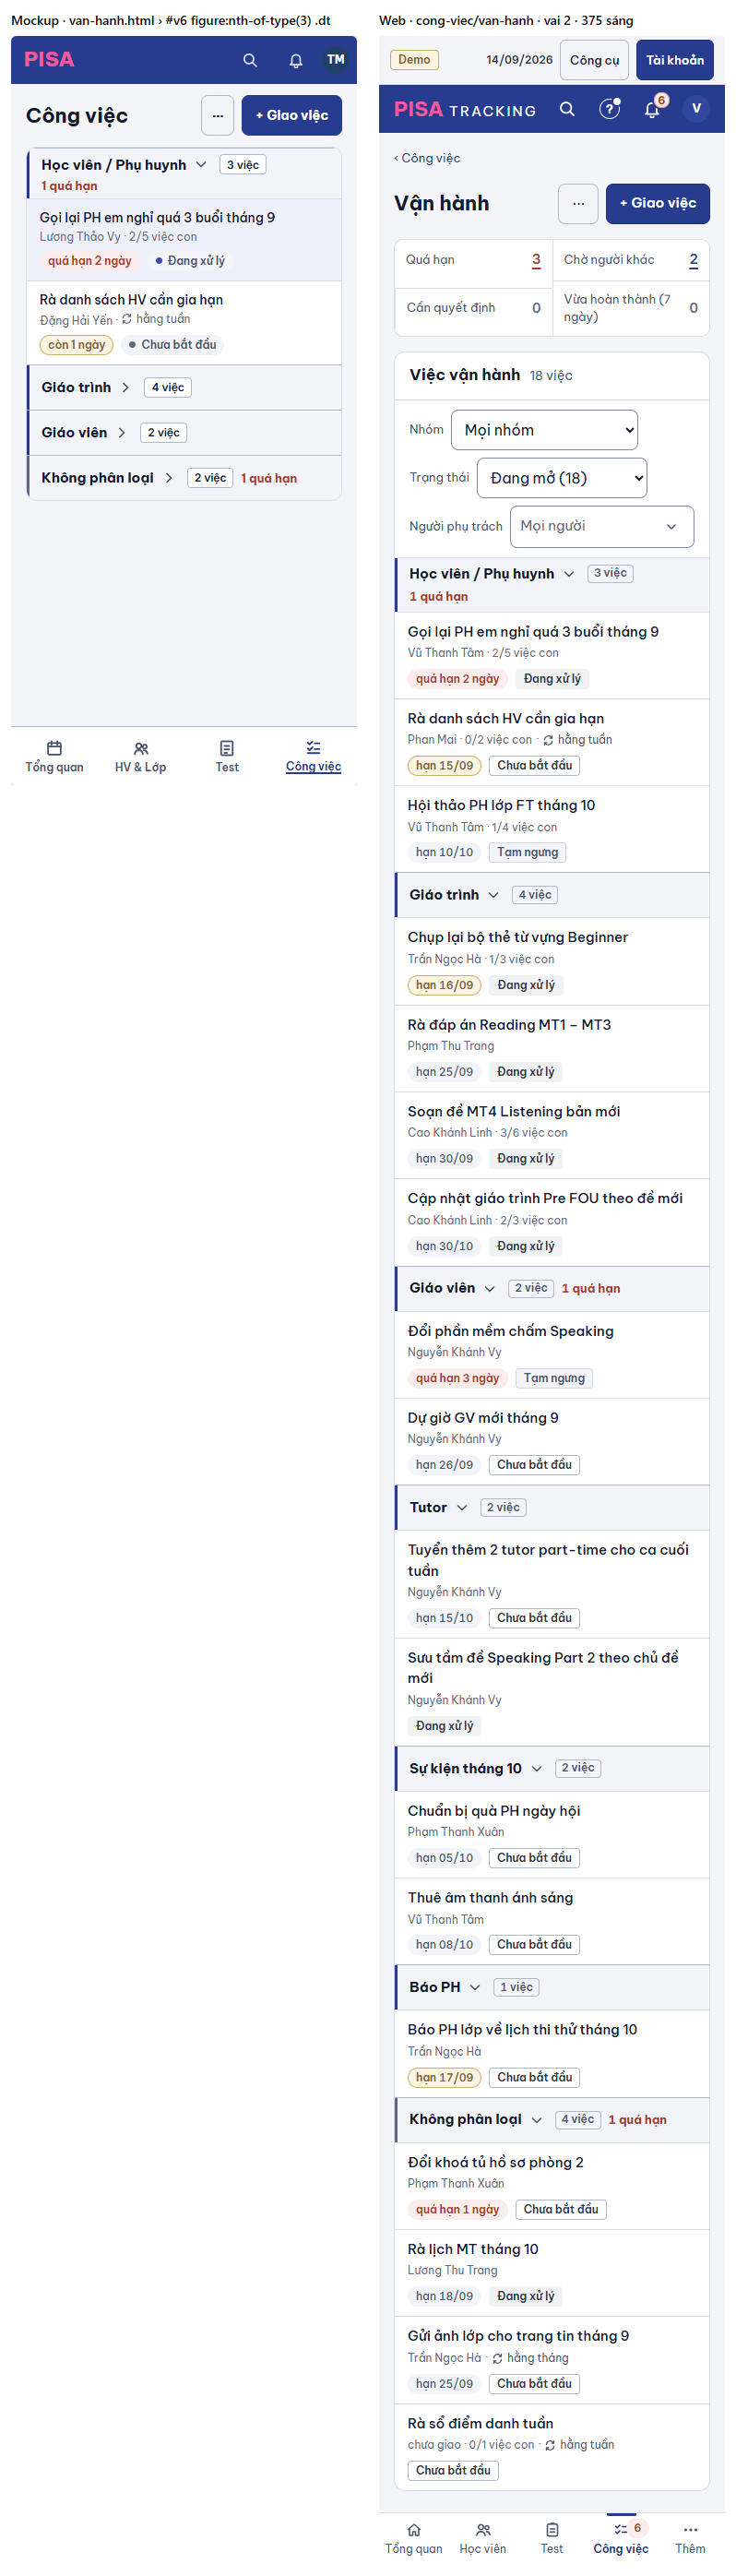 Mockup · van-hanh.html › #v6 figure:nth-of-type(3) .dt
PISA
TM
Công việc
...
+ Giao việc
Học viên / Phụ huynh
3 việc
1 quá hạn
Gọi lại PH em nghỉ quá 3 buổi tháng 9
Lương Thảo Vy · 2/5 việc con
quá hạn 2 ngày
Đang xử lý
Rà danh sách HV cần gia hạn
Đặng Hải Yến · hằng tuần
còn 1 ngày
Chưa bắt đầu
Giáo trình
4 việc
Giáo viên
2 việc
Không phân loại
2 việc
1 quá hạn
Tổng quan
HV & Lớp
Test
Công việc
Web · cong-viec/van-hanh · vai 2 · 375 sáng
Demo
14/09/2026
Công cụ
Tài khoản
PISA TRACKING
?
6
V
‹ Công việc
Vận hành
...
+ Giao việc
Quá hạn
3
Chờ người khác
2
Cần quyết định
0
Vừa hoàn thành (7 ngày)
0
Việc vận hành 18 việc
Nhóm
Mọi nhóm
Trạng thái
Đang mở (18)
Người phụ trách
Mọi người
Học viên / Phụ huynh
3 việc
1 quá hạn
Gọi lại PH em nghỉ quá 3 buổi tháng 9
Vũ Thanh Tâm · 2/5 việc con
quá hạn 2 ngày
Đang xử lý
Rà danh sách HV cần gia hạn
Phan Mai · 0/2 việc con · hằng tuần
hạn 15/09
Chưa bắt đầu
Hội thảo PH lớp FT tháng 10
Vũ Thanh Tâm · 1/4 việc con
hạn 10/10
Tạm ngưng
Giáo trình
4 việc
Chụp lại bộ thẻ từ vựng Beginner
Trần Ngọc Hà · 1/3 việc con
hạn 16/09
Đang xử lý
Rà đáp án Reading MT1 – MT3
Phạm Thu Trang
hạn 25/09
Đang xử lý
Soạn đề MT4 Listening bản mới
Cao Khánh Linh · 3/6 việc con
hạn 30/09
Đang xử lý
Cập nhật giáo trình Pre FOU theo đề mới
Cao Khánh Linh · 2/3 việc con
hạn 30/10
Đang xử lý
Giáo viên
2 việc
1 quá hạn
Đổi phần mềm chấm Speaking
Nguyễn Khánh Vy
quá hạn 3 ngày
Tạm ngưng
Dự giờ GV mới tháng 9
Nguyễn Khánh Vy
hạn 26/09
Chưa bắt đầu
Tutor
2 việc
Tuyển thêm 2 tutor part-time cho ca cuối tuần
Nguyễn Khánh Vy
hạn 15/10
Chưa bắt đầu
Sưu tầm đề Speaking Part 2 theo chủ đề mới
Nguyễn Khánh Vy
Đang xử lý
Sự kiện tháng 10
2 việc
Chuẩn bị quà PH ngày hội
Phạm Thanh Xuân
hạn 05/10
Chưa bắt đầu
Thuê âm thanh ánh sáng
Vũ Thanh Tâm
hạn 08/10
Chưa bắt đầu
Báo PH
1 việc
Báo PH lớp về lịch thi thử tháng 10
Trần Ngọc Hà
hạn 17/09
Chưa bắt đầu
Không phân loại
4 việc
1 quá hạn
Đổi khoá tủ hồ sơ phòng 2
Phạm Thanh Xuân
quá hạn 1 ngày
Chưa bắt đầu
Rà lịch MT tháng 10
Lương Thu Trang
hạn 18/09
Đang xử lý
Gửi ảnh lớp cho trang tin tháng 9
Trần Ngọc Hà · hằng tháng
hạn 25/09
Chưa bắt đầu
Rà sổ điểm danh tuần
chưa giao · 0/1 việc con · hằng tuần
Chưa bắt đầu
Tổng quan
Học viên
Test
6
Công việc
Thêm